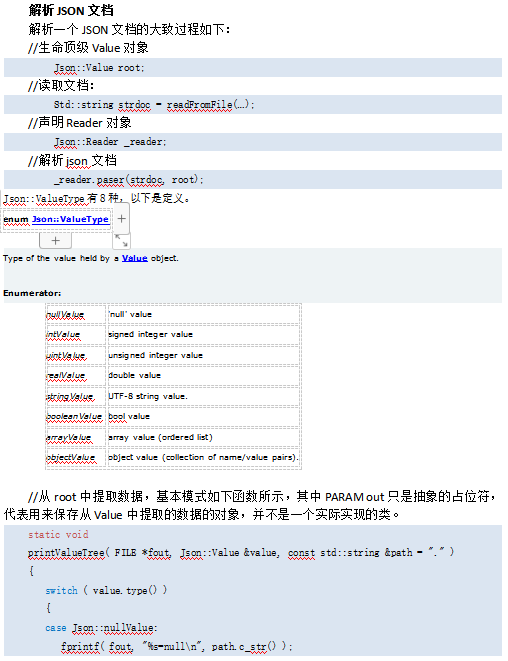 解析 JSON 文档
解析一个 JSON 文档的大致过程如下：
//生命顶级 Value 对象
Json::Value root;
//读取文档：
Std::string strdoc = readFromFile(…);
//声明 Reader 对象
Json::Reader _reader;
//解析 json 文档
_reader.paser(strdoc, root);
Json::ValueType 有 8 种，以下是定义。
enum Json::ValueType
Type of the value held by a Value object.
Enumerator:
nullValue 'null' value
intValue signed integer value
uintValue unsigned integer value
realValue double value
stringValue UTF-8 string value.
booleanValue bool value
arrayValue array value (ordered list)
objectValue object value (collection of name/value pairs).
//从 root 中提取数据，基本模式如下函数所示，其中 PARAM out 只是抽象的占位符，
代表用来保存从 Value 中提取的数据的对象，并不是一个实际实现的类。
static void
printValueTree( FILE *fout, Json::Value &value, const std::string &path = "." )
{
switch ( value.type() )
{
case Json::nullValue:
fprintf( fout, "%s=null\n", path.c_str() );